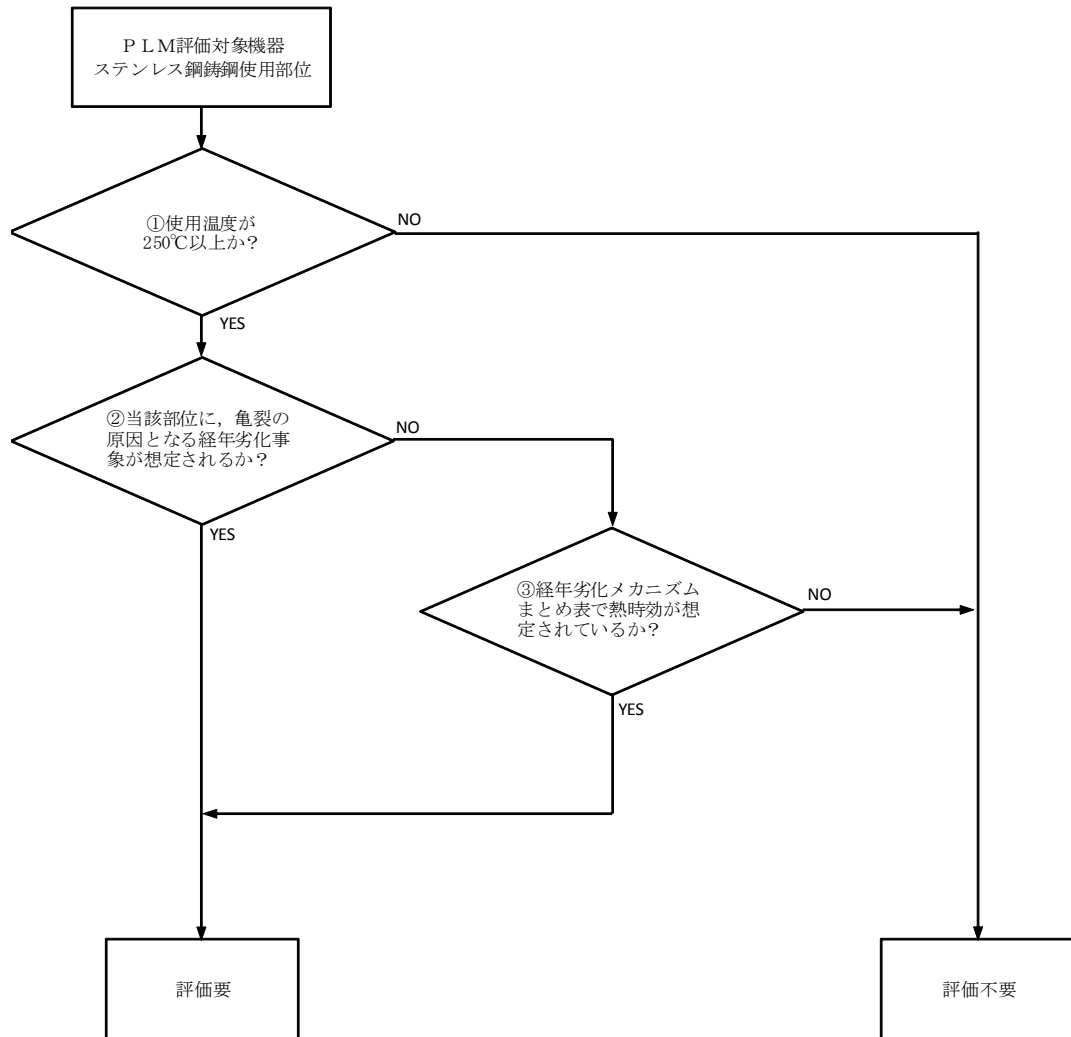 ＰＬＭ評価対象機器
ステンレス鋼鋳鋼使用部位
①使用温度が
250℃以上か？
NO
YES
②当該部位に，亀裂の
原因となる経年劣化事
象が想定されるか？
NO
YES
③経年劣化メカニズム
まとめ表で熱時効が想
定されているか？
NO
YES
評価要
評価不要